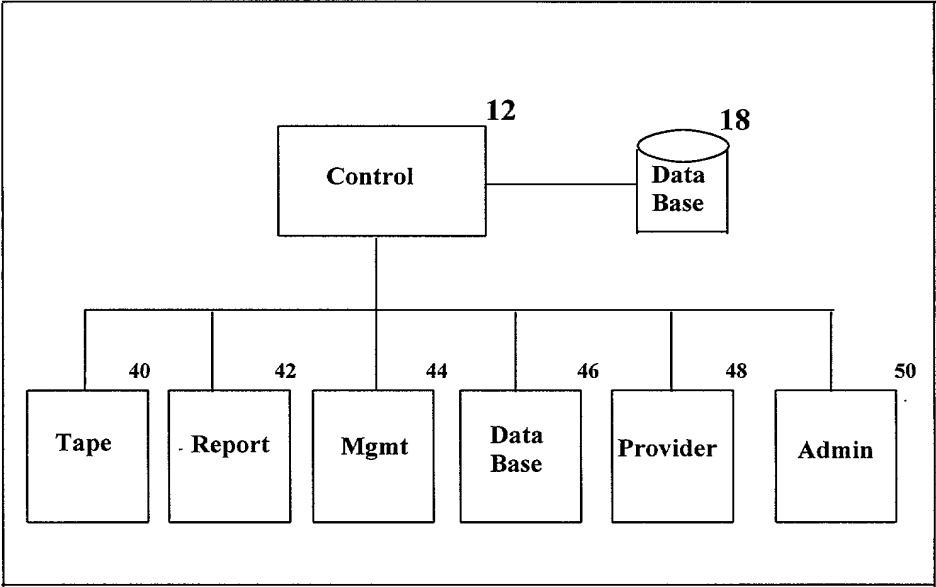 12
18
Control
Data
Base
40
42
44
46
48
50
Tape
Report
Mgmt
Data
Base
Provider
Admin